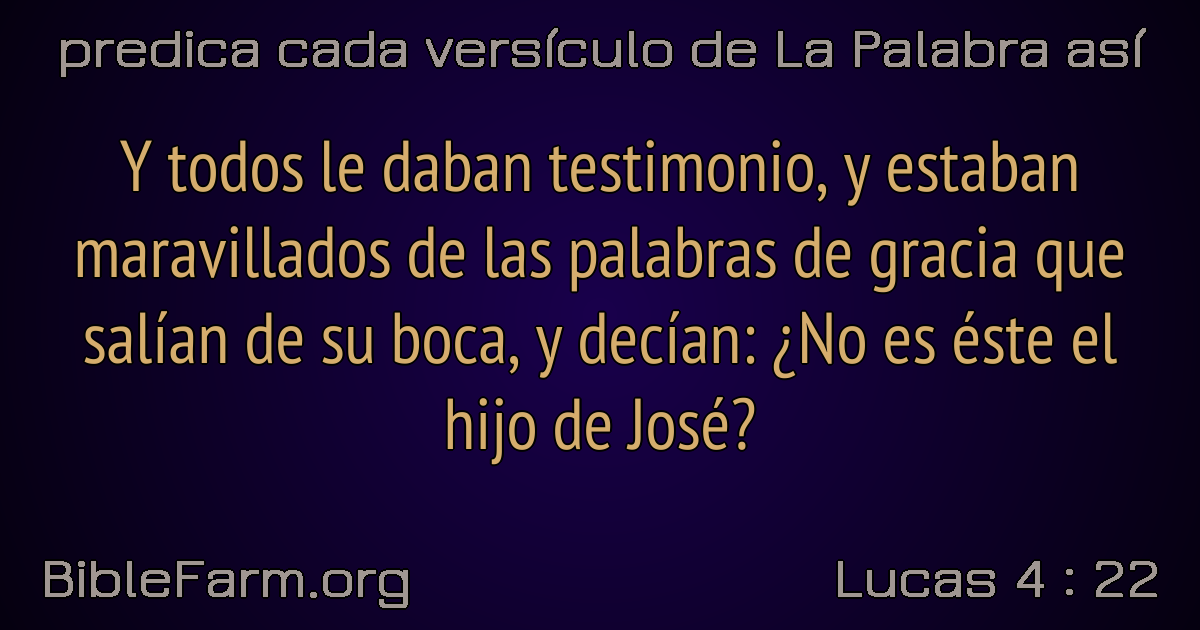 predica cada versículo de La Palabra así
Y todos le daban testimonio, y estaban
maravillados de las palabras de gracia que
salían de su boca, y decían: ¿No es éste el
hijo de José?
BibleFarm.org
Lucas 4 : 22